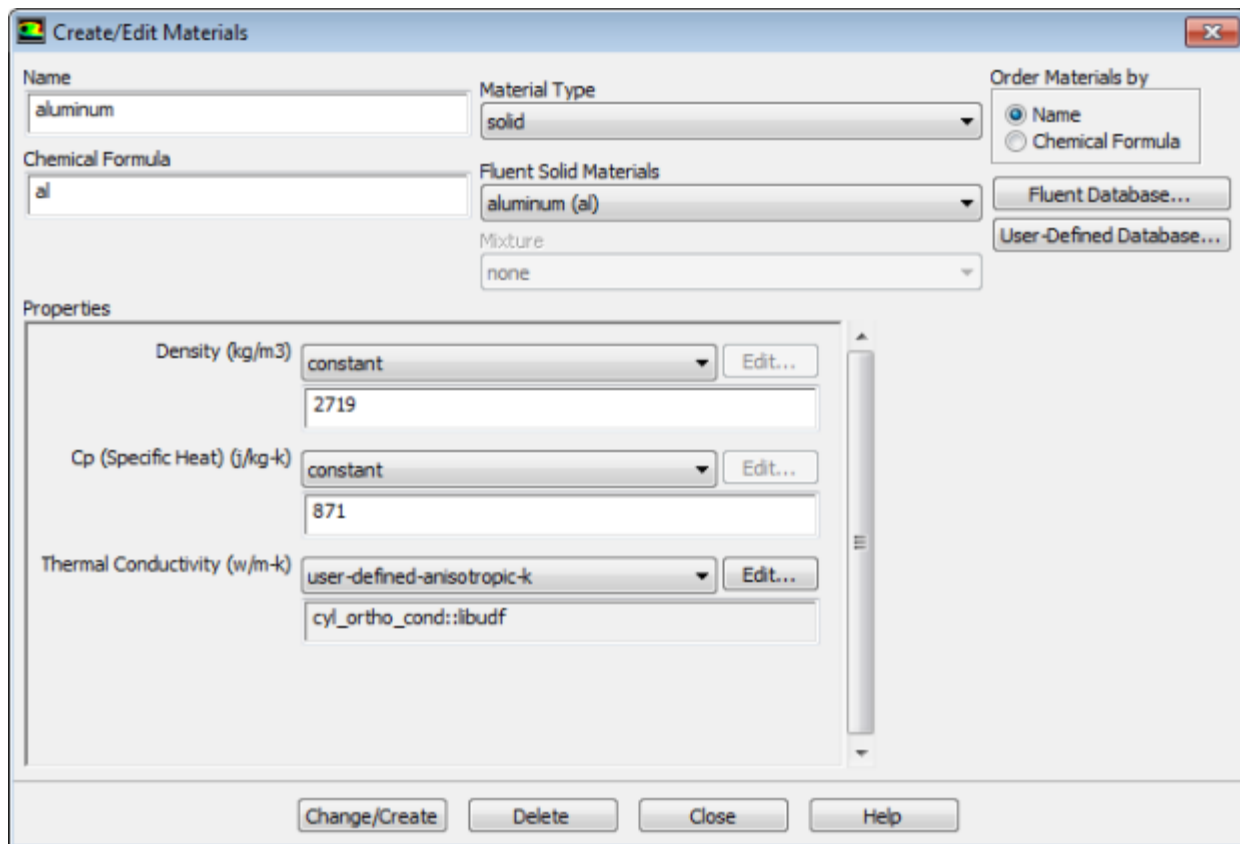 Create/Edit Materials
Name
aluminum
Chemical Formula
al
Material Type
solid
Fluent Solid Materials
aluminum (al)
Mixture
none
Order Materials by
Name
Chemical Formula
Fluent Database...
User-Defined Database...
Properties
Density (kg/m3)
constant
Edit...
2719
Cp (Specific Heat) (j/kg-k)
constant
Edit...
871
Thermal Conductivity (w/m-k)
user-defined-anisotropic-k
Edit...
cyl_ortho_cond::libudf
Change/Create
Delete
Close
Help